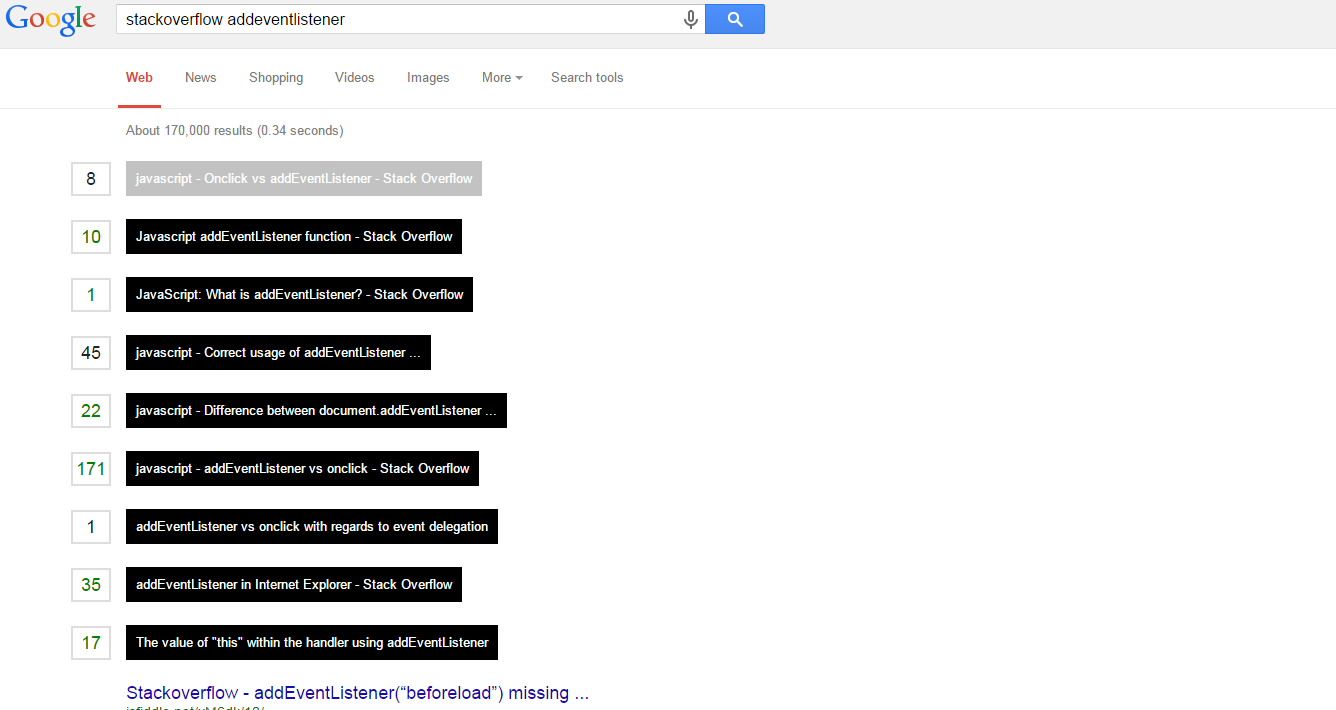 Google
stackoverflow addeventlistener
Web News Shopping Videos Images More Search tools
About 170,000 results (0.34 seconds)
8 javascript - Onclick vs addEventListener - Stack Overflow
10 Javascript addEventListener function - Stack Overflow
1 JavaScript: What is addEventListener? - Stack Overflow
45 javascript - Correct usage of addEventListener ...
22 javascript - Difference between document.addEventListener ...
171 javascript - addEventListener vs onclick - Stack Overflow
1 addEventListener vs onclick with regards to event delegation
35 addEventListener in Internet Explorer - Stack Overflow
17 The value of "this" within the handler using addEventListener
Stackoverflow - addEventListener(“beforeload”) missing ...